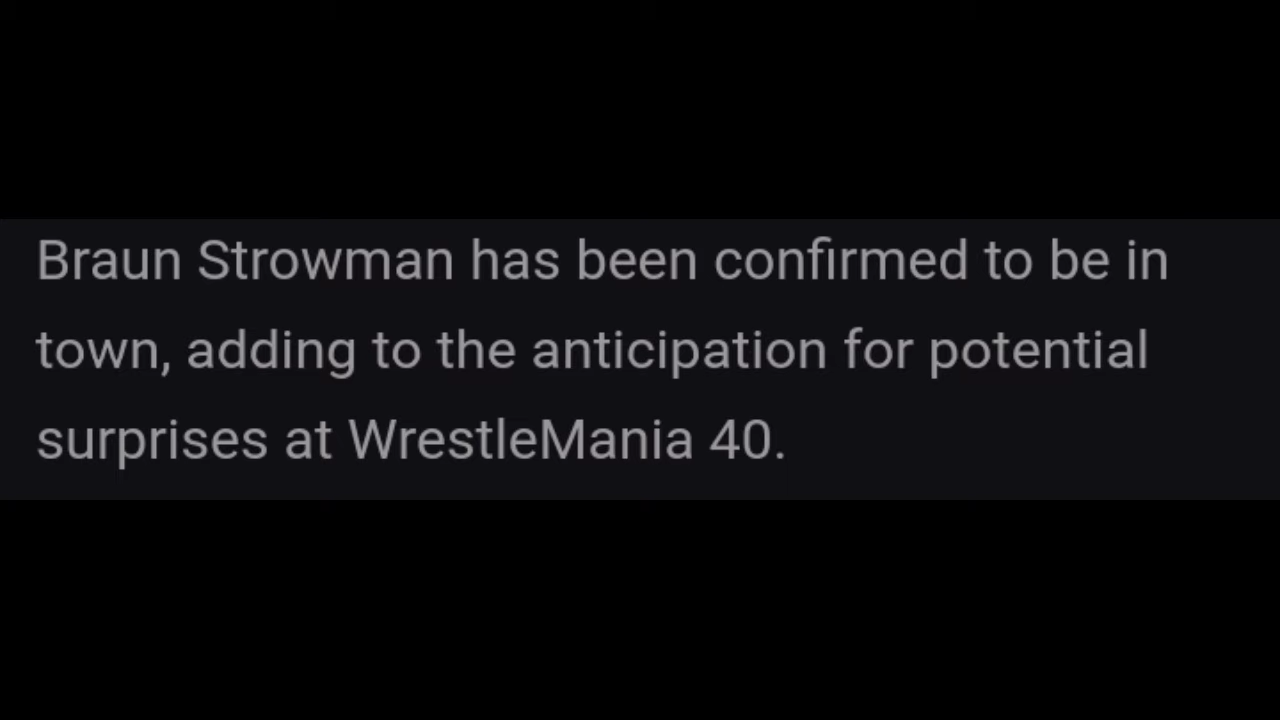 Braun Strowman has been confirmed to be in
town, adding to the anticipation for potential
surprises at WrestleMania 40.